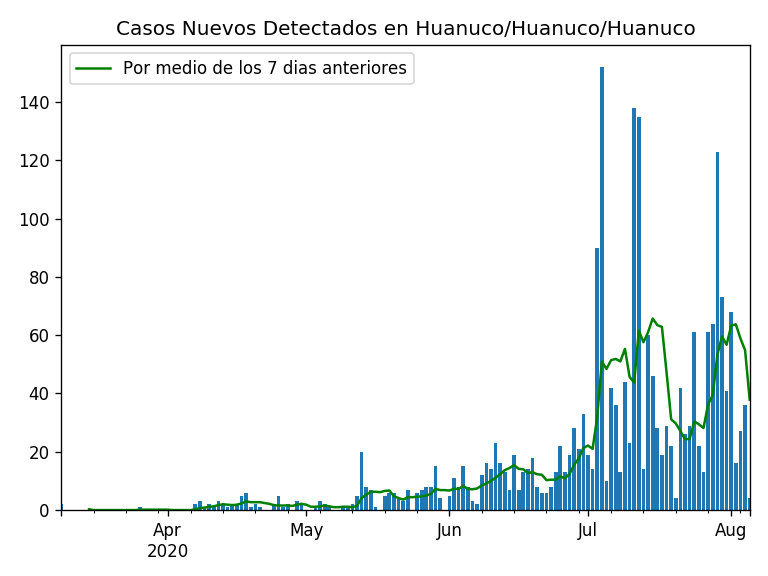 Casos Nuevos Detectados en Huanuco/Huanuco/Huanuco
Por medio de los 7 dias anteriores
140
120
100
80
60
40
20
0
Apr
2020
May
Jun
Jul
Aug